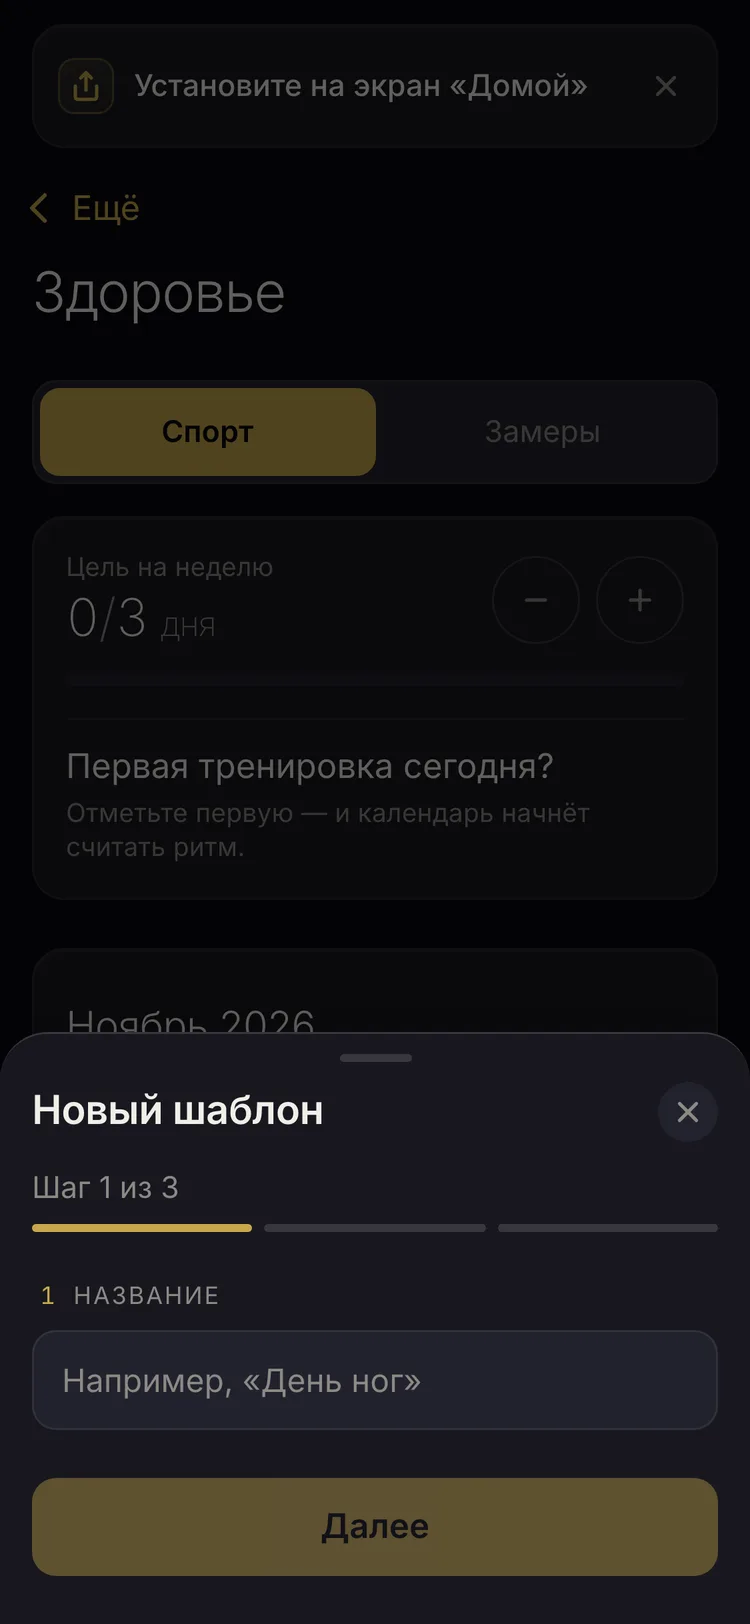 Установите на экран «Домой»
Ещё
Здоровье
Спорт
Замеры
Цель на неделю
0/3 дня
Первая тренировка сегодня?
Отметьте первую — и календарь начнёт
считать ритм.
Ноябрь 2026
Новый шаблон
Шаг 1 из 3
1 НАЗВАНИЕ
Например, «День ног»
Далее